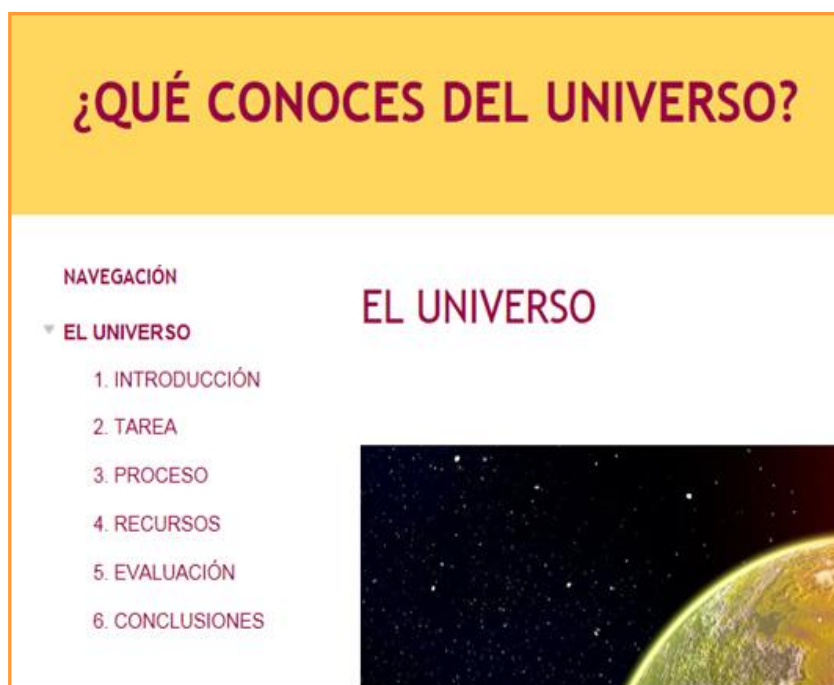 ¿QUÉ CONOCES DEL UNIVERSO?
NAVEGACIÓN
EL UNIVERSO
1. INTRODUCCIÓN
2. TAREA
3. PROCESO
4. RECURSOS
5. EVALUACIÓN
6. CONCLUSIONES
EL UNIVERSO